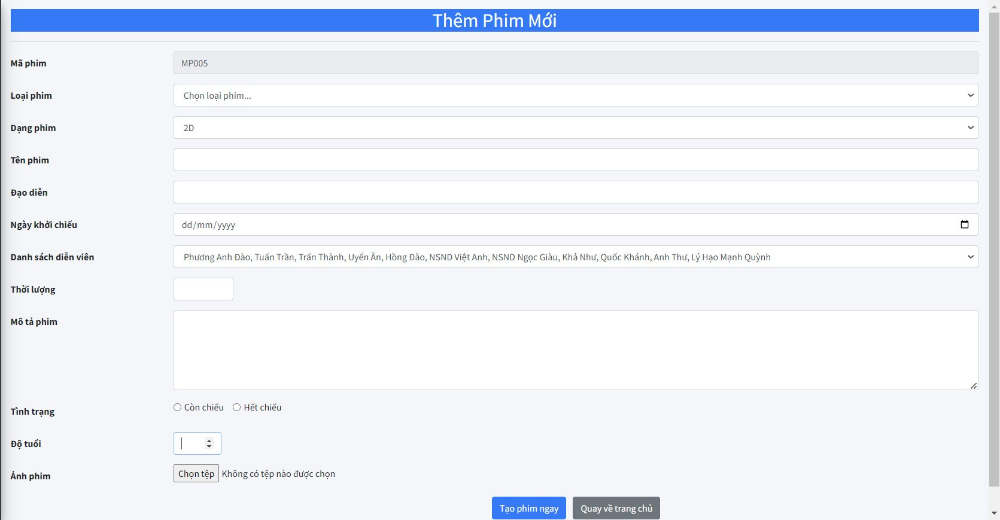 Thêm Phim Mới
Mã phim MP005
Loại phim Chọn loại phim...
Dạng phim 2D
Tên phim
Đạo diễn
Ngày khởi chiếu dd/mm/yyyy
Danh sách diễn viên Phương Anh Đào, Tuấn Trần, Trấn Thành, Uyển Ân, Hồng Đào, NSND Việt Anh, NSND Ngọc Giàu, Khả Như, Quốc Khánh, Anh Thư, Lý Hạo Mạnh Quỳnh
Thời lượng
Mô tả phim
Tình trạng Còn chiếu Hết chiếu
Độ tuổi
Ảnh phim Chọn tệp Không có tệp nào được chọn
Tạo phim ngay Quay về trang chủ